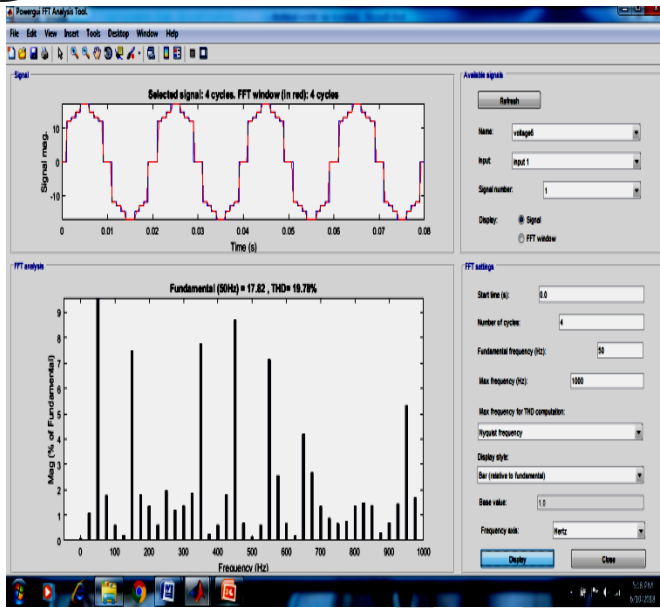 Powergui FFT Analysis Tool.
File Edit View Insert Tools Desktop Window Help
Signal
Selected signal: 4 cycles. FFT window (in red): 4 cycles
Signal mag.
10
0
-10
0 0.01 0.02 0.03 0.04 0.05 0.06 0.07 0.08
Time (s)
FFT analysis
Fundamental (50Hz) = 17.82 , THD= 19.78%
Mag (% of Fundamental)
9
8
7
6
5
4
3
2
1
0
0 100 200 300 400 500 600 700 800 900 1000
Frequency (Hz)
Available signals
Refresh
Name: voltage6
Input: input 1
Signal number: 1
Display: Signal
FFT window
FFT settings
Start time (s): 0.0
Number of cycles: 4
Fundamental frequency (Hz): 50
Max frequency (Hz): 1000
Max frequency for THD computation:
Nyquist frequency
Display style:
Bar (relative to fundamental)
Base value: 1.0
Frequency axis: Hertz
Display Close
5:16 PM